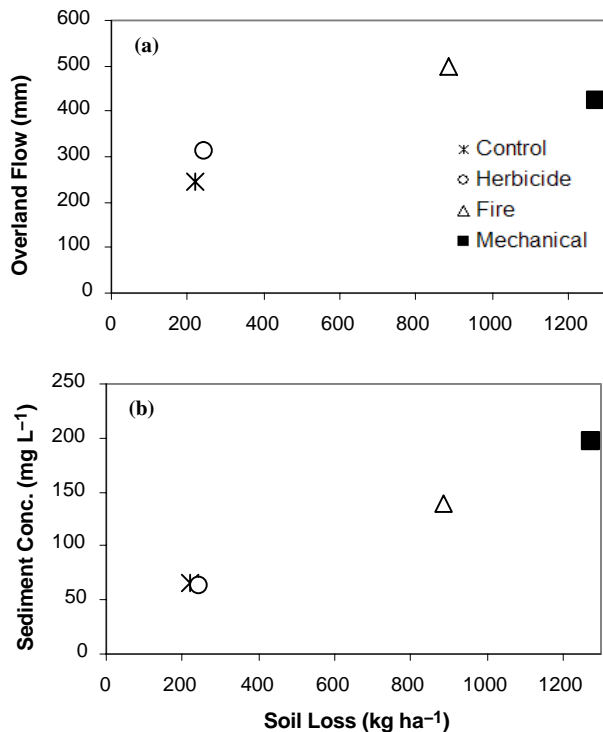 600
(a)
500
400
300
200
100
0
Overland Flow (mm)
Control
Herbicide
Fire
Mechanical
0 200 400 600 800 1000 1200
250
(b)
200
150
100
50
0
Sediment Conc. (mg L⁻¹)
0 200 400 600 800 1000 1200
Soil Loss (kg ha⁻¹)